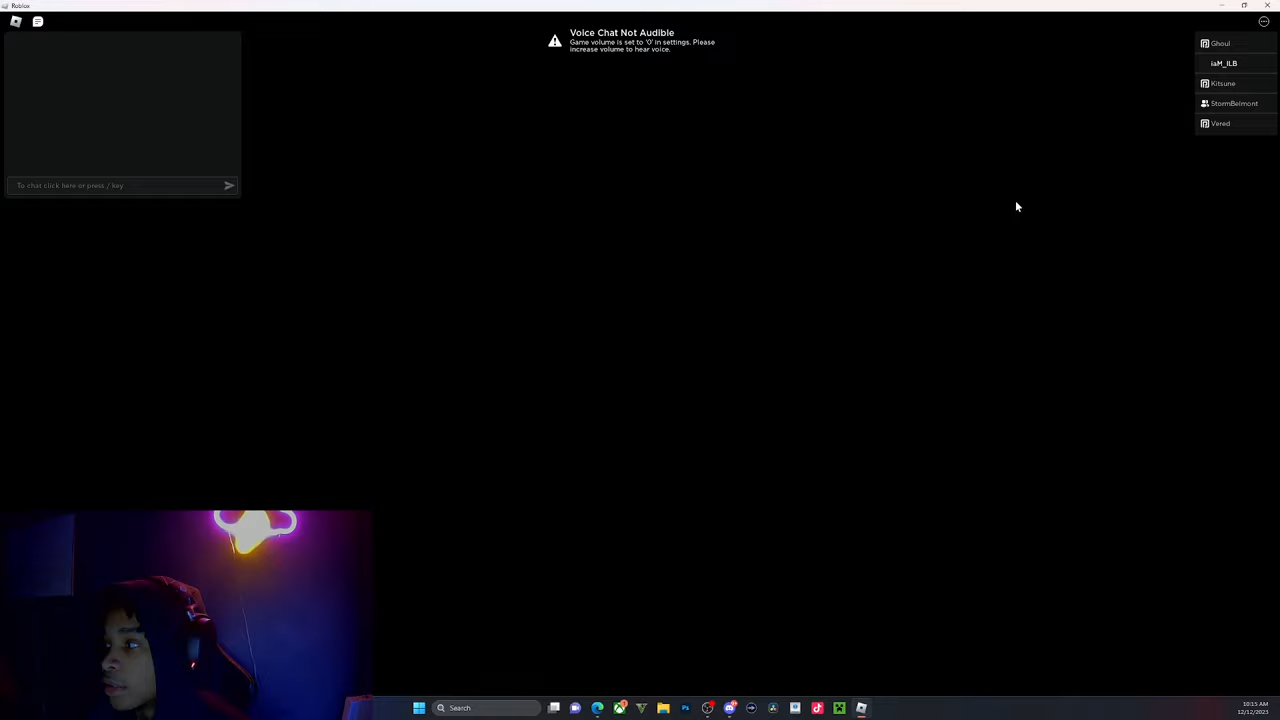 Roblox
Voice Chat Not Audible
Game volume is set to '0' in settings. Please
increase volume to hear voice.
Ghoul
iaM_ILB
Kitsune
StormBelmont
Vered
To chat click here or press / key
Search
10:15 AM
12/12/2023